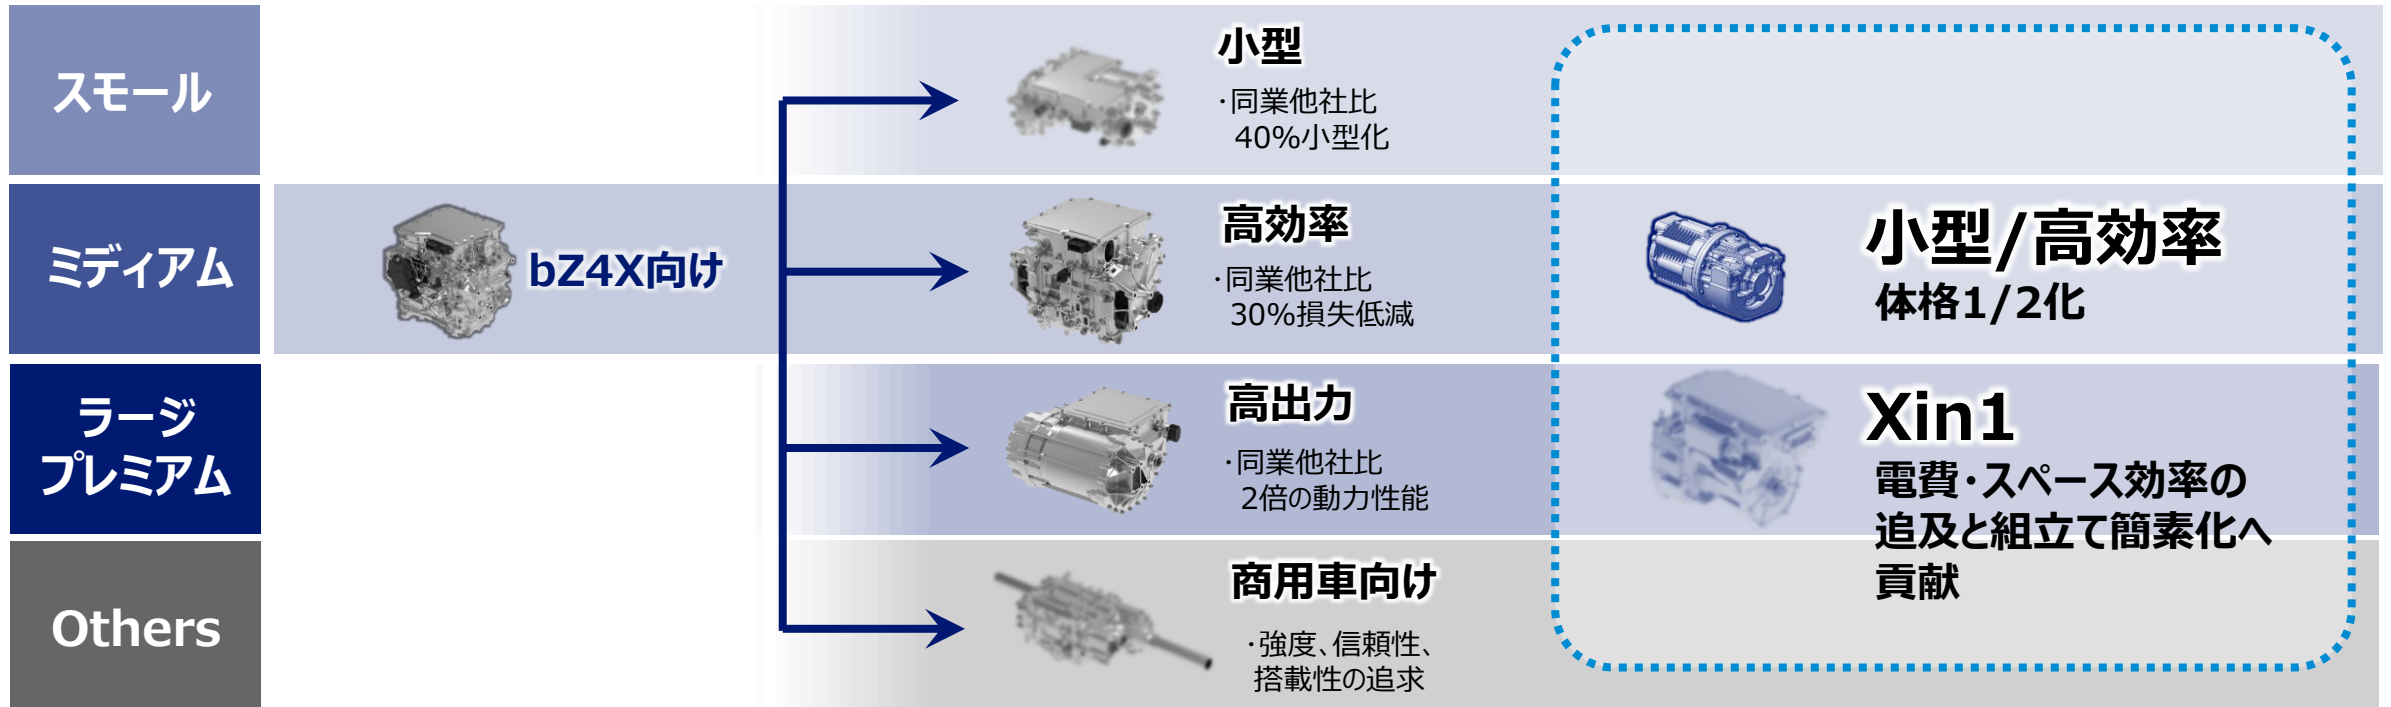 スモール
小型
・同業他社比
40%小型化
ミディアム
bZ4X向け
高効率
・同業他社比
30%損失低減
小型/高効率
体格1/2化
ラージ
プレミアム
高出力
・同業他社比
2倍の動力性能
Xin1
電費・スペース効率の
追及と組立て簡素化へ
貢献
Others
商用車向け
・強度、信頼性、
搭載性の追求